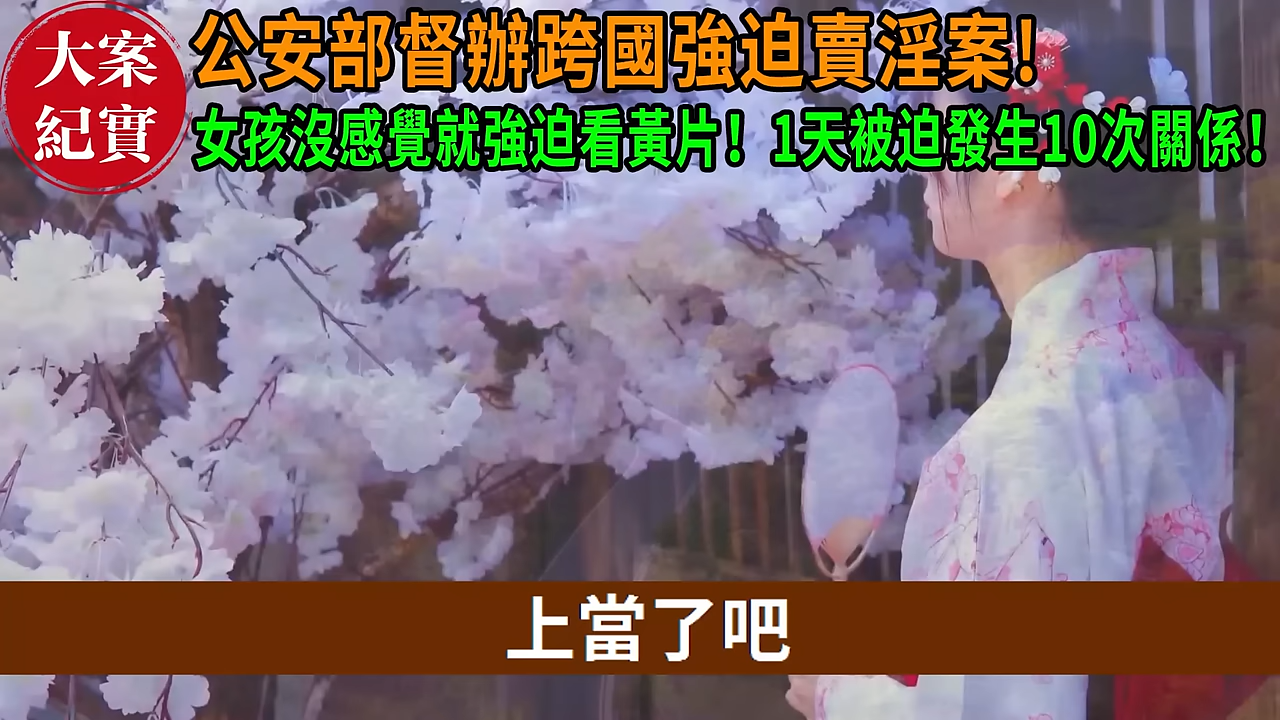 大案
紀實
公安部督辦跨國強迫賣淫案!
女孩沒感覺就強迫看黃片！1天被迫發生10次關係！
上當了吧